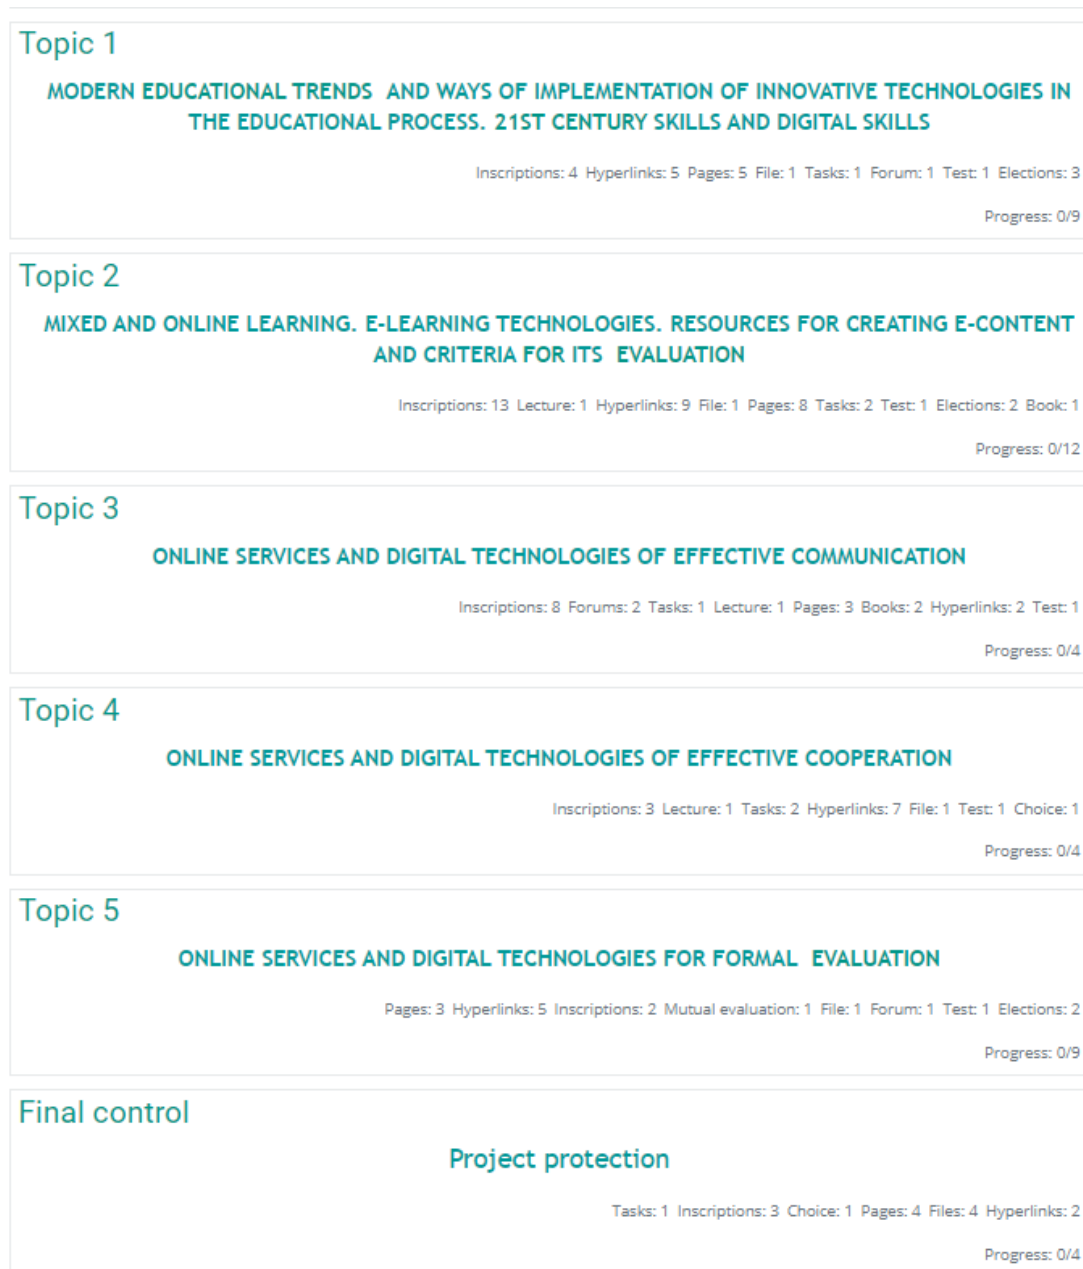 Topic 1
MODERN EDUCATIONAL TRENDS AND WAYS OF IMPLEMENTATION OF INNOVATIVE TECHNOLOGIES IN
THE EDUCATIONAL PROCESS. 21ST CENTURY SKILLS AND DIGITAL SKILLS
Inscriptions: 4 Hyperlinks: 5 Pages: 5 File: 1 Tasks: 1 Forum: 1 Test: 1 Elections: 3
Progress: 0/9
Topic 2
MIXED AND ONLINE LEARNING. E-LEARNING TECHNOLOGIES. RESOURCES FOR CREATING E-CONTENT
AND CRITERIA FOR ITS EVALUATION
Inscriptions: 13 Lecture: 1 Hyperlinks: 9 File: 1 Pages: 8 Tasks: 2 Test: 1 Elections: 2 Book: 1
Progress: 0/12
Topic 3
ONLINE SERVICES AND DIGITAL TECHNOLOGIES OF EFFECTIVE COMMUNICATION
Inscriptions: 8 Forums: 2 Tasks: 1 Lecture: 1 Pages: 3 Books: 2 Hyperlinks: 2 Test: 1
Progress: 0/4
Topic 4
ONLINE SERVICES AND DIGITAL TECHNOLOGIES OF EFFECTIVE COOPERATION
Inscriptions: 3 Lecture: 1 Tasks: 2 Hyperlinks: 7 File: 1 Test: 1 Choice: 1
Progress: 0/4
Topic 5
ONLINE SERVICES AND DIGITAL TECHNOLOGIES FOR FORMAL EVALUATION
Pages: 3 Hyperlinks: 5 Inscriptions: 2 Mutual evaluation: 1 File: 1 Forum: 1 Test: 1 Elections: 2
Progress: 0/9
Final control
Project protection
Tasks: 1 Inscriptions: 3 Choice: 1 Pages: 4 Files: 4 Hyperlinks: 2
Progress: 0/4